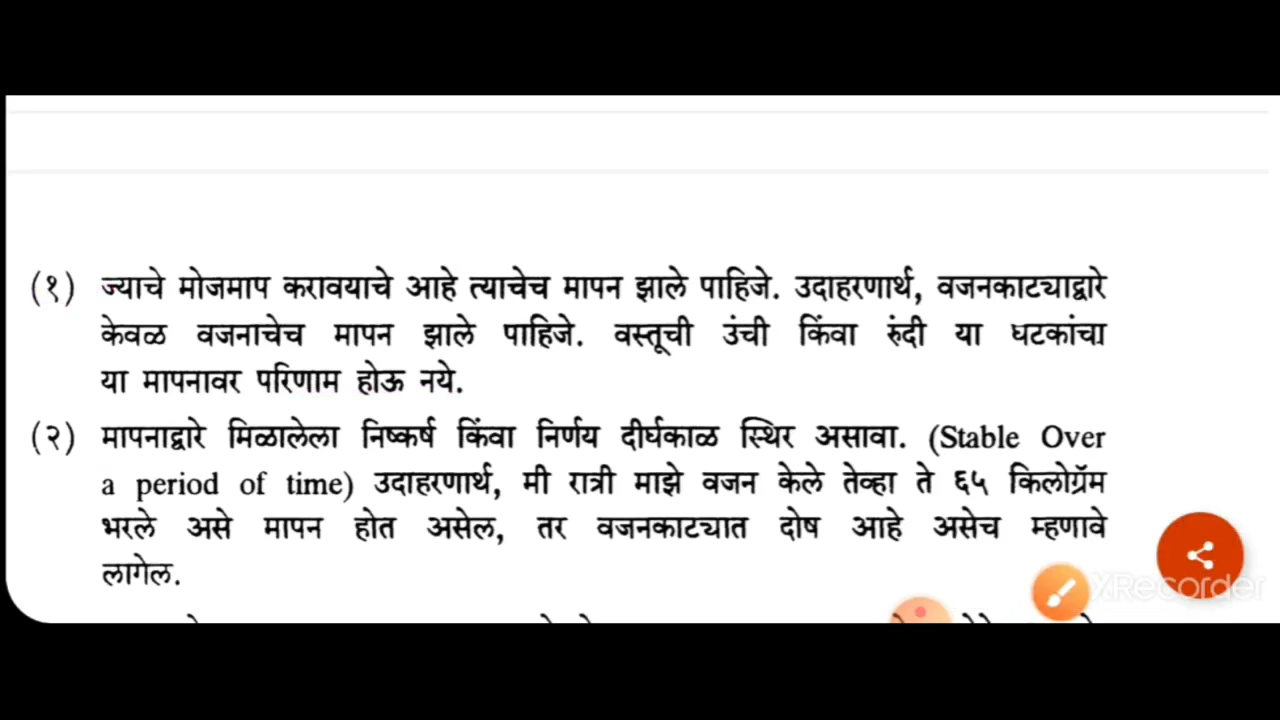 (१) ज्याचे मोजमाप करावयाचे आहे त्याचेच मापन झाले पाहिजे. उदाहरणार्थ, वजनकाट्याद्वारे
केवळ वजनाचेच मापन झाले पाहिजे. वस्तूची उंची किंवा रुंदी या घटकांचा
या मापनावर परिणाम होऊ नये.
(२) मापनाद्वारे मिळालेला निष्कर्ष किंवा निर्णय दीर्घकाळ स्थिर असावा. (Stable Over
a period of time) उदाहरणार्थ, मी रात्री माझे वजन केले तेव्हा ते ६५ किलोग्रॅम
भरले असे मापन होत असेल, तर वजनकाट्यात दोष आहे असेच म्हणावे
लागेल.
XRecorder